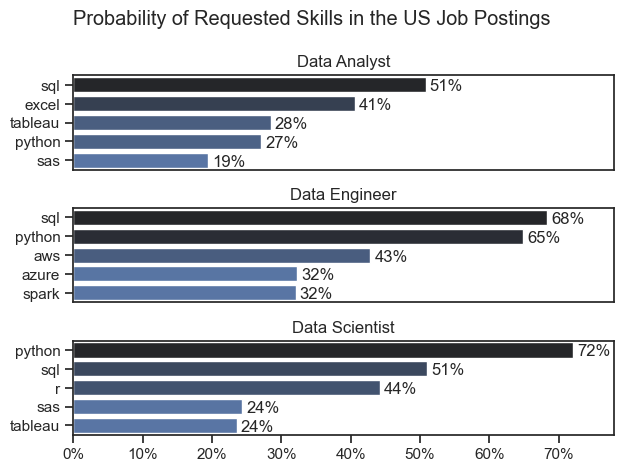 Probability of Requested Skills in the US Job Postings
Data Analyst
sql 51%
excel 41%
tableau 28%
python 27%
sas 19%
Data Engineer
sql 68%
python 65%
aws 43%
azure 32%
spark 32%
Data Scientist
python 72%
sql 51%
r 44%
sas 24%
tableau 24%
0% 10% 20% 30% 40% 50% 60% 70%